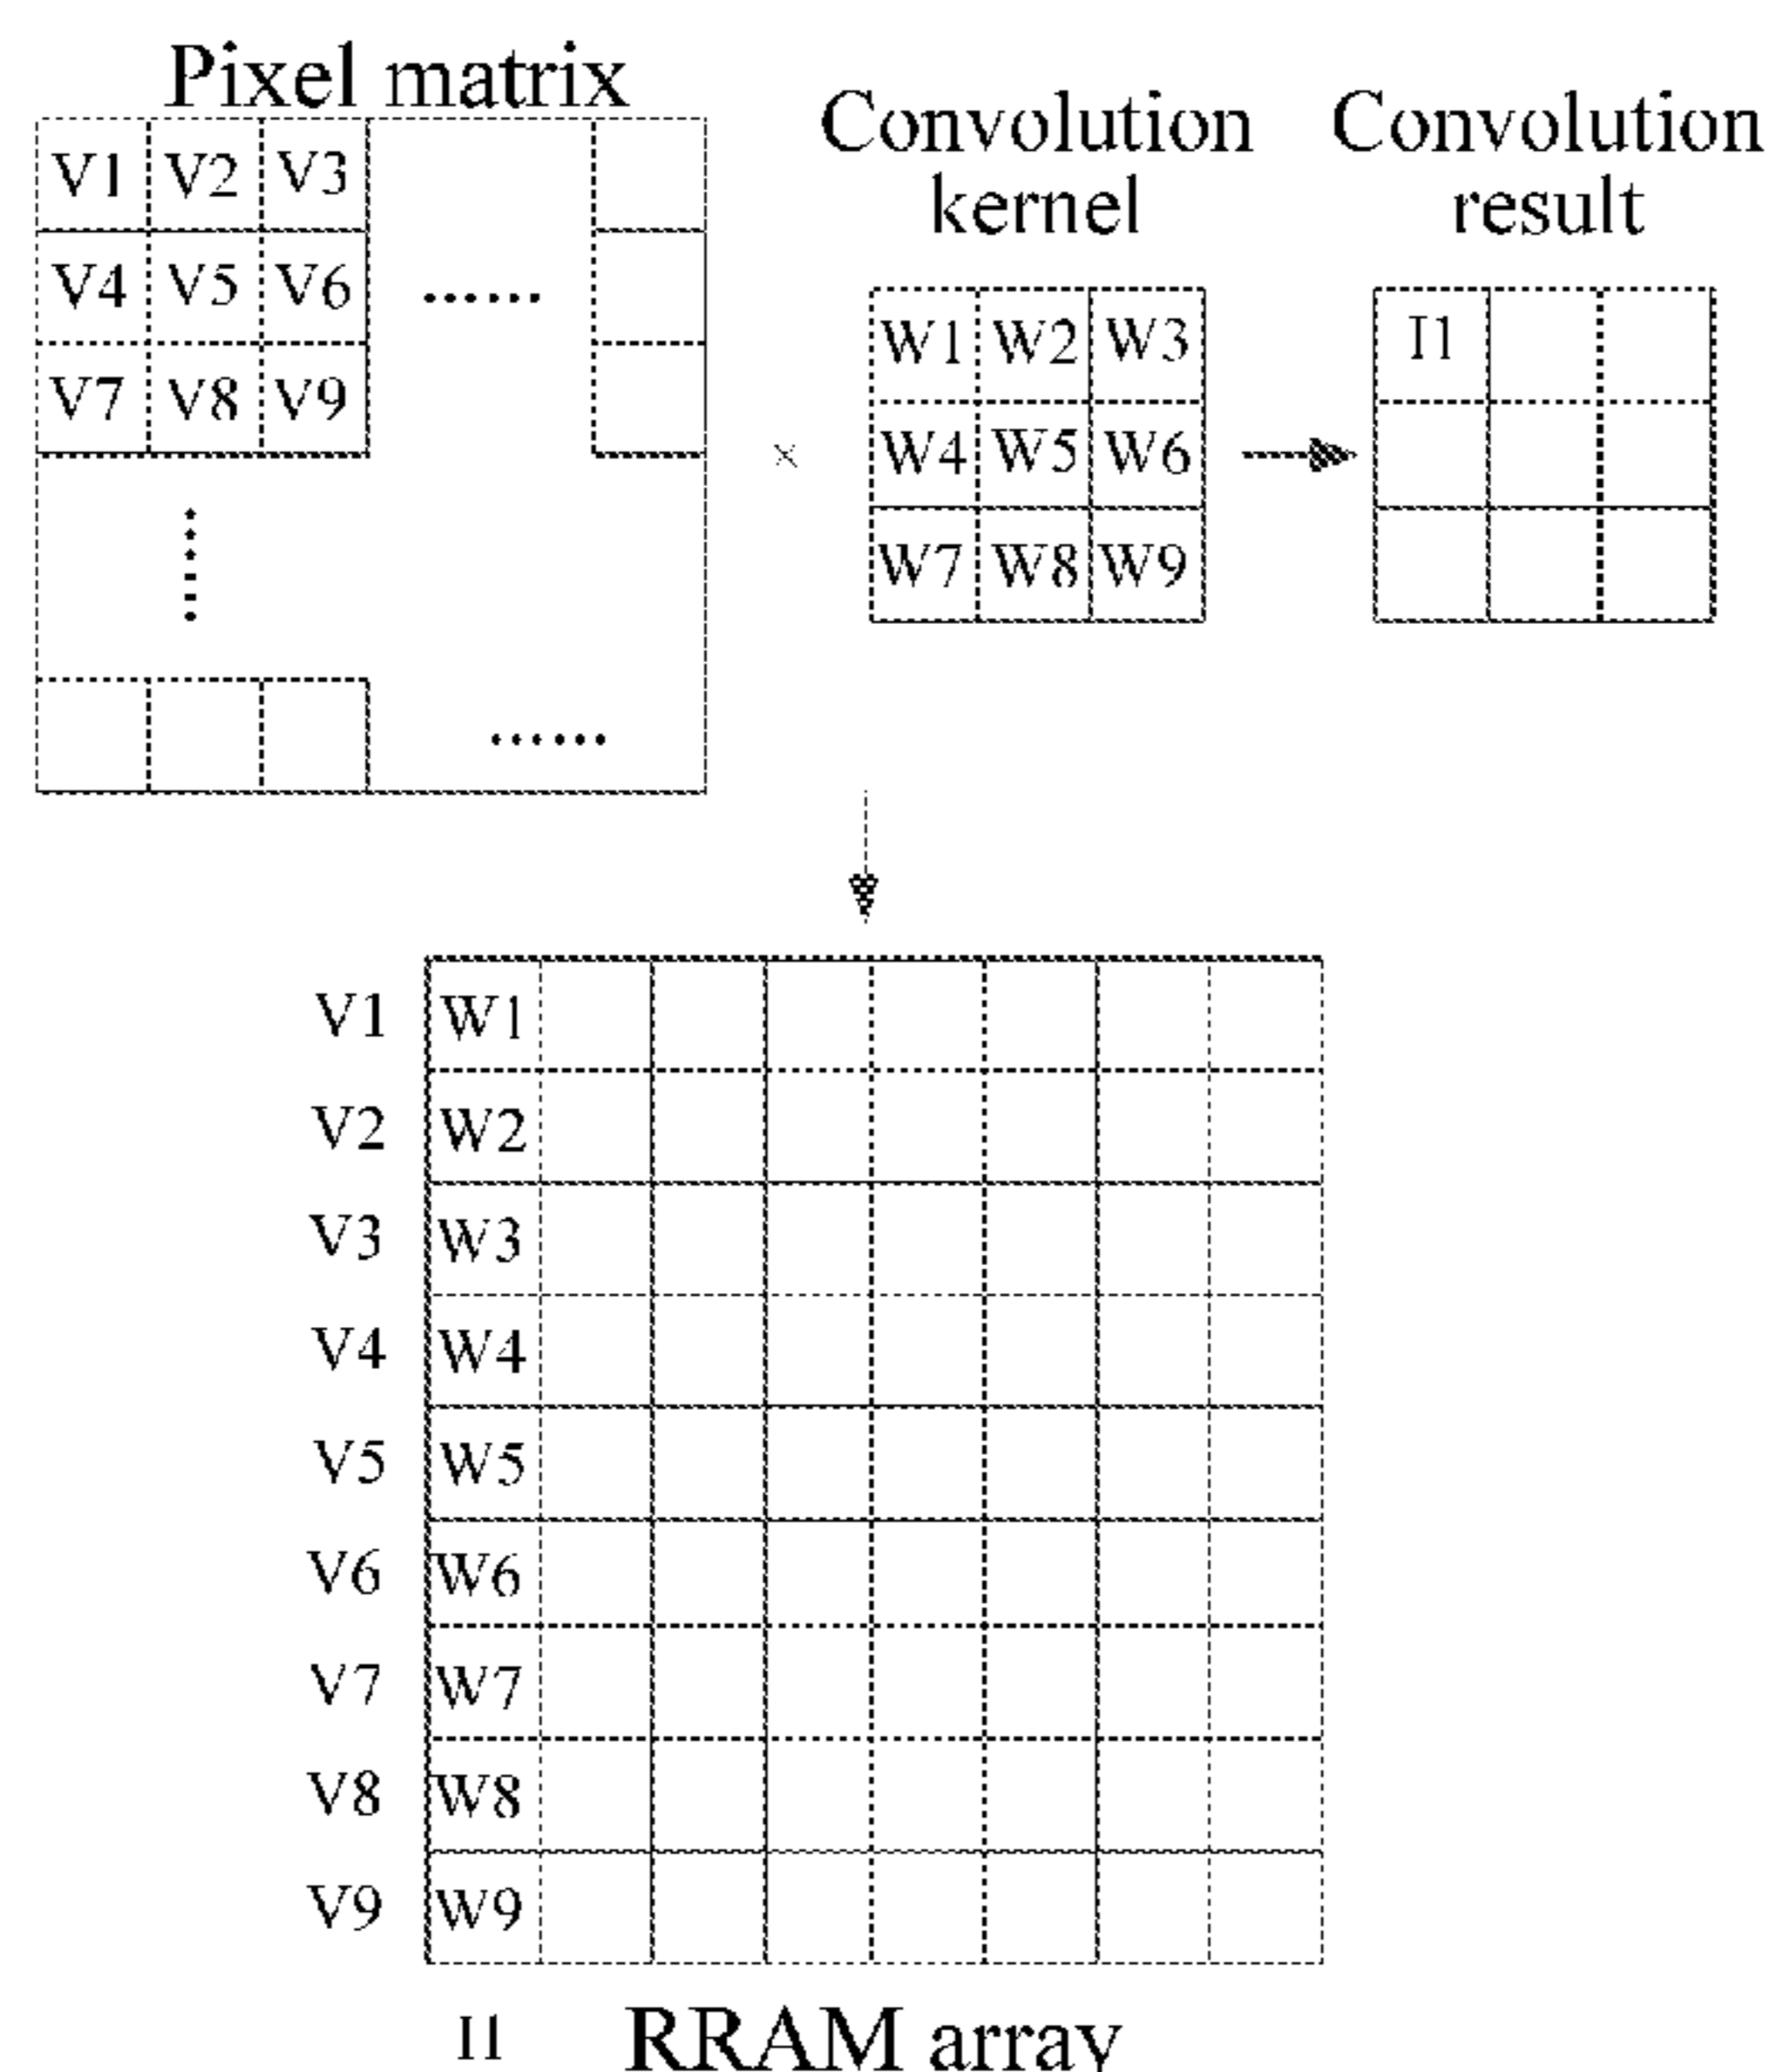 Pixel matrix
V1 V2 V3
V4 V5 V6 ......
V7 V8 V9
......
......
×
Convolution
kernel
W1 W2 W3
W4 W5 W6
W7 W8 W9
Convolution
result
I1
V1 W1
V2 W2
V3 W3
V4 W4
V5 W5
V6 W6
V7 W7
V8 W8
V9 W9
I1 RRAM array